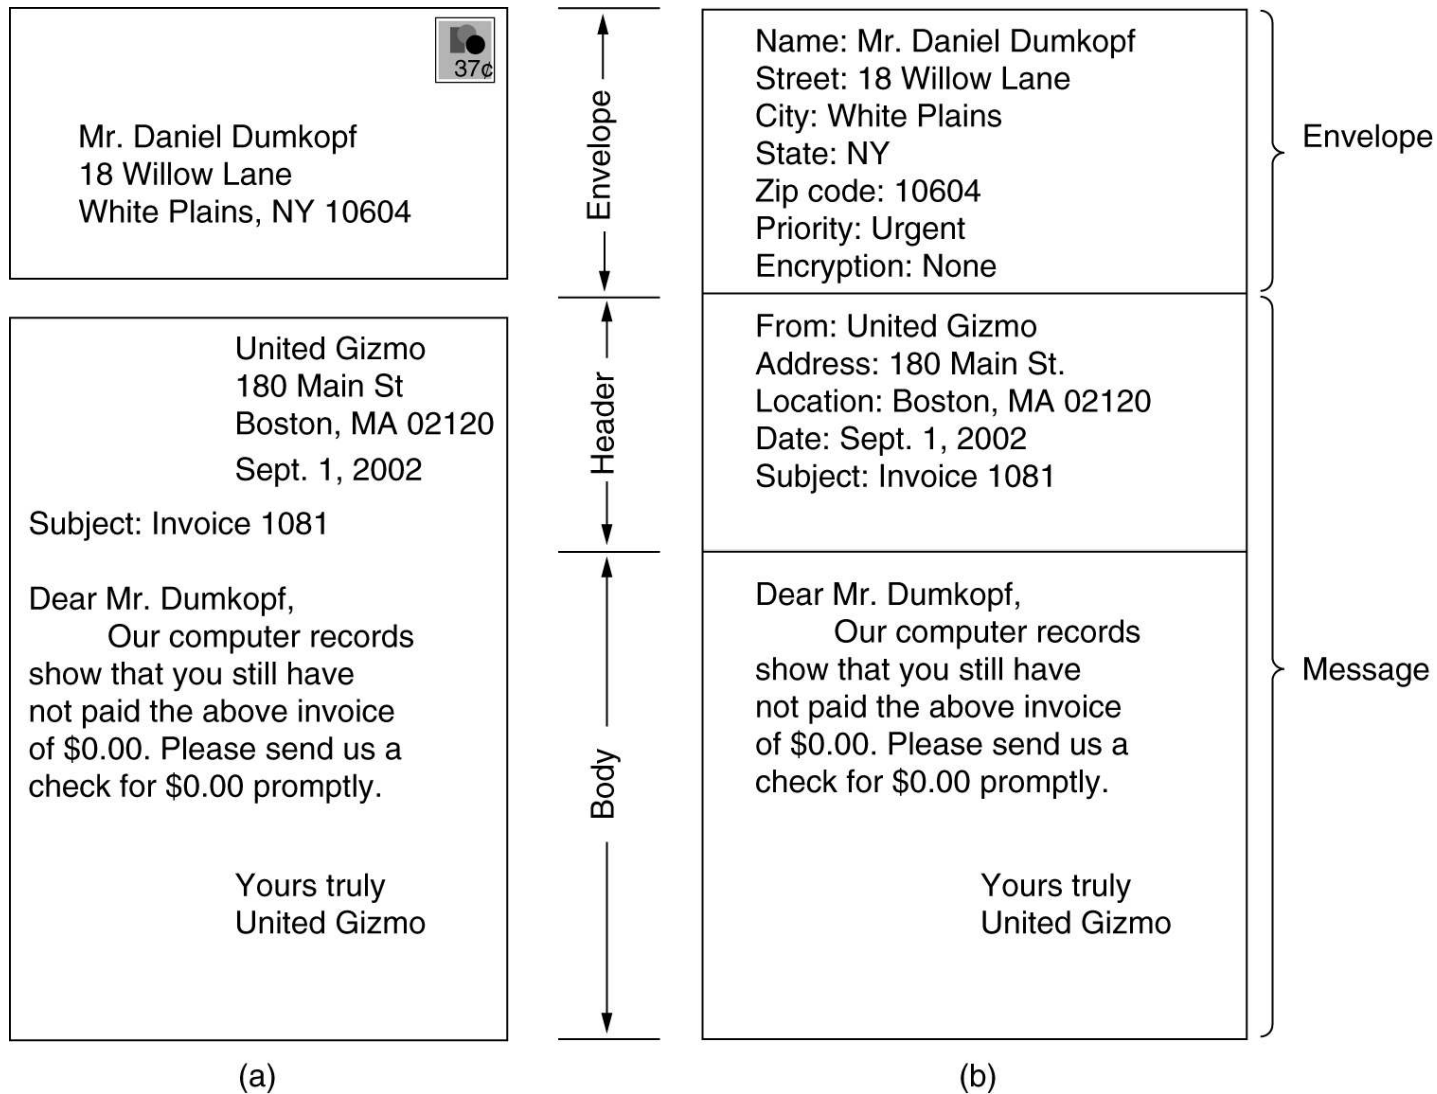 37¢
Mr. Daniel Dumkopf
18 Willow Lane
White Plains, NY 10604
United Gizmo
180 Main St
Boston, MA 02120
Sept. 1, 2002
Subject: Invoice 1081
Dear Mr. Dumkopf,
Our computer records
show that you still have
not paid the above invoice
of $0.00. Please send us a
check for $0.00 promptly.
Yours truly
United Gizmo
(a)
Envelope
Header
Body
Name: Mr. Daniel Dumkopf
Street: 18 Willow Lane
City: White Plains
State: NY
Zip code: 10604
Priority: Urgent
Encryption: None
From: United Gizmo
Address: 180 Main St.
Location: Boston, MA 02120
Date: Sept. 1, 2002
Subject: Invoice 1081
Dear Mr. Dumkopf,
Our computer records
show that you still have
not paid the above invoice
of $0.00. Please send us a
check for $0.00 promptly.
Yours truly
United Gizmo
(b)
Envelope
Message